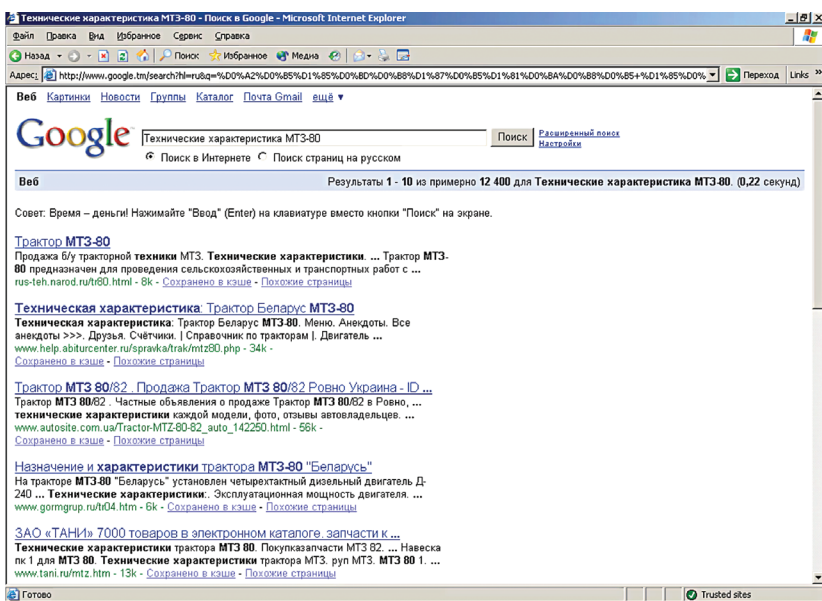 Технические характеристика МТЗ-80 - Поиск в Google - Microsoft Internet Explorer
Файл Правка Вид Избранное Сервис Справка
Назад Поиск Избранное Медиа
Адрес: http://www.google.tm/search?hl=ru&q=%D0%A2%D0%B5%D1%85%D0%BD%D0%B8%D1%87%D0%B5%D1%81%D0%BA%D0%B8%D0%B5+%D1%85%D0% Переход Links »
Веб Картинки Новости Группы Каталог Почта Gmail ещё ▼
Google Технические характеристика МТЗ-80 Поиск Расширенный поиск
Настройки
Поиск в Интернете Поиск страниц на русском
Веб Результаты 1 - 10 из примерно 12 400 для Технические характеристика МТЗ-80. (0,22 секунд)
Совет: Время – деньги! Нажимайте "Ввод" (Enter) на клавиатуре вместо кнопки "Поиск" на экране.
Трактор МТЗ-80
Продажа б/у тракторной техники МТЗ. Технические характеристики. ... Трактор МТЗ-
80 предназначен для проведения сельскохозяйственных и транспортных работ с ...
rus-teh.narod.ru/tr80.html - 8k - Сохранено в кэше - Похожие страницы
Техническая характеристика: Трактор Беларус МТЗ-80
Техническая характеристика: Трактор Беларус МТЗ-80. Меню. Анекдоты. Все
анекдоты >>>. Друзья. Счётчики. | Справочник по тракторам |. Двигатель ...
www.help.abiturcenter.ru/spravka/trak/mtz80.php - 34k -
Сохранено в кэше - Похожие страницы
Трактор МТЗ 80/82 . Продажа Трактор МТЗ 80/82 Ровно Украина - ID ...
Трактор МТЗ 80/82 . Частные объявления о продаже Трактор МТЗ 80/82 в Ровно, ...
технические характеристики каждой модели, фото, отзывы автовладельцев. ...
www.autosite.com.ua/Tractor-MTZ-80-82_auto_142250.html - 56k -
Сохранено в кэше - Похожие страницы
Назначение и характеристики трактора МТЗ-80 "Беларусь"
На тракторе МТЗ-80 "Беларусь" установлен четырехтактный дизельный двигатель Д-
240 ... Технические характеристики:. Эксплуатационная мощность двигателя. ...
www.gormgrup.ru/tr04.htm - 6k - Сохранено в кэше - Похожие страницы
ЗАО «ТАНИ» 7000 товаров в электронном каталоге. запчасти к ...
Технические характеристики трактора МТЗ 80. Покупказапчасти МТЗ 82. ... Навеска
пк 1 для МТЗ 80. Технические характеристики трактора МТЗ. руп МТЗ. МТЗ 80 1. ...
www.tani.ru/mtz.htm - 13k - Сохранено в кэше - Похожие страницы
Готово Trusted sites